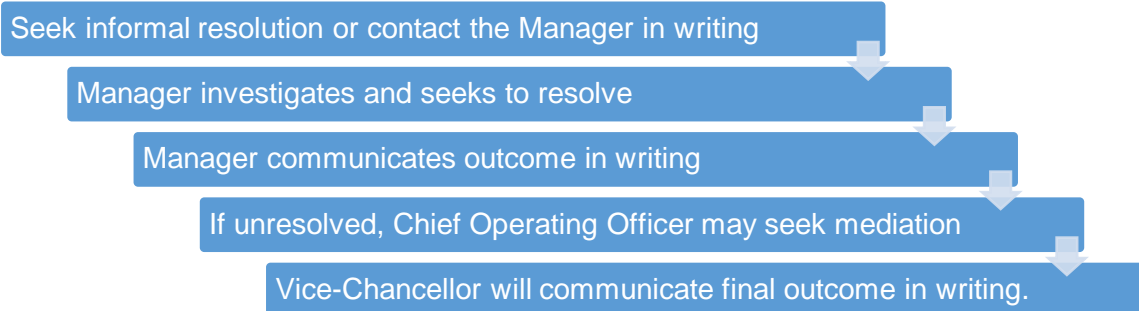 Seek informal resolution or contact the Manager in writing
Manager investigates and seeks to resolve
Manager communicates outcome in writing
If unresolved, Chief Operating Officer may seek mediation
Vice-Chancellor will communicate final outcome in writing.